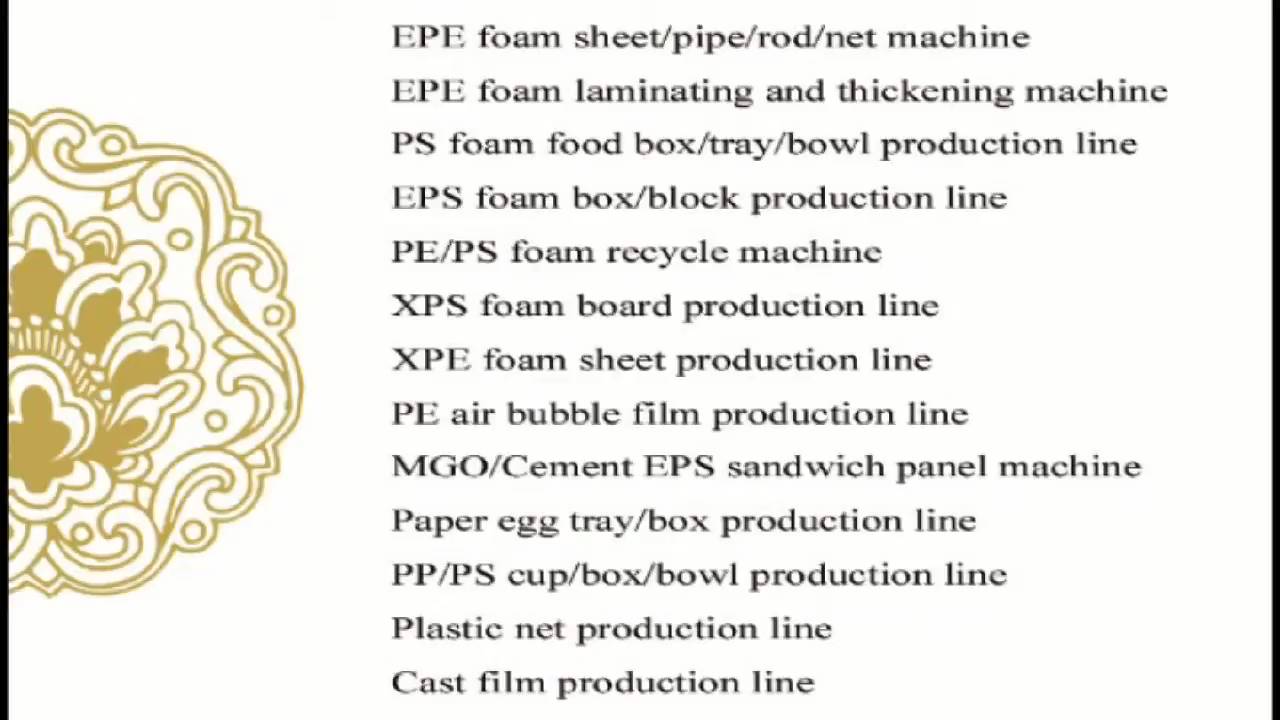 EPE foam sheet/pipe/rod/net machine
EPE foam laminating and thickening machine
PS foam food box/tray/bowl production line
EPS foam box/block production line
PE/PS foam recycle machine
XPS foam board production line
XPE foam sheet production line
PE air bubble film production line
MGO/Cement EPS sandwich panel machine
Paper egg tray/box production line
PP/PS cup/box/bowl production line
Plastic net production line
Cast film production line